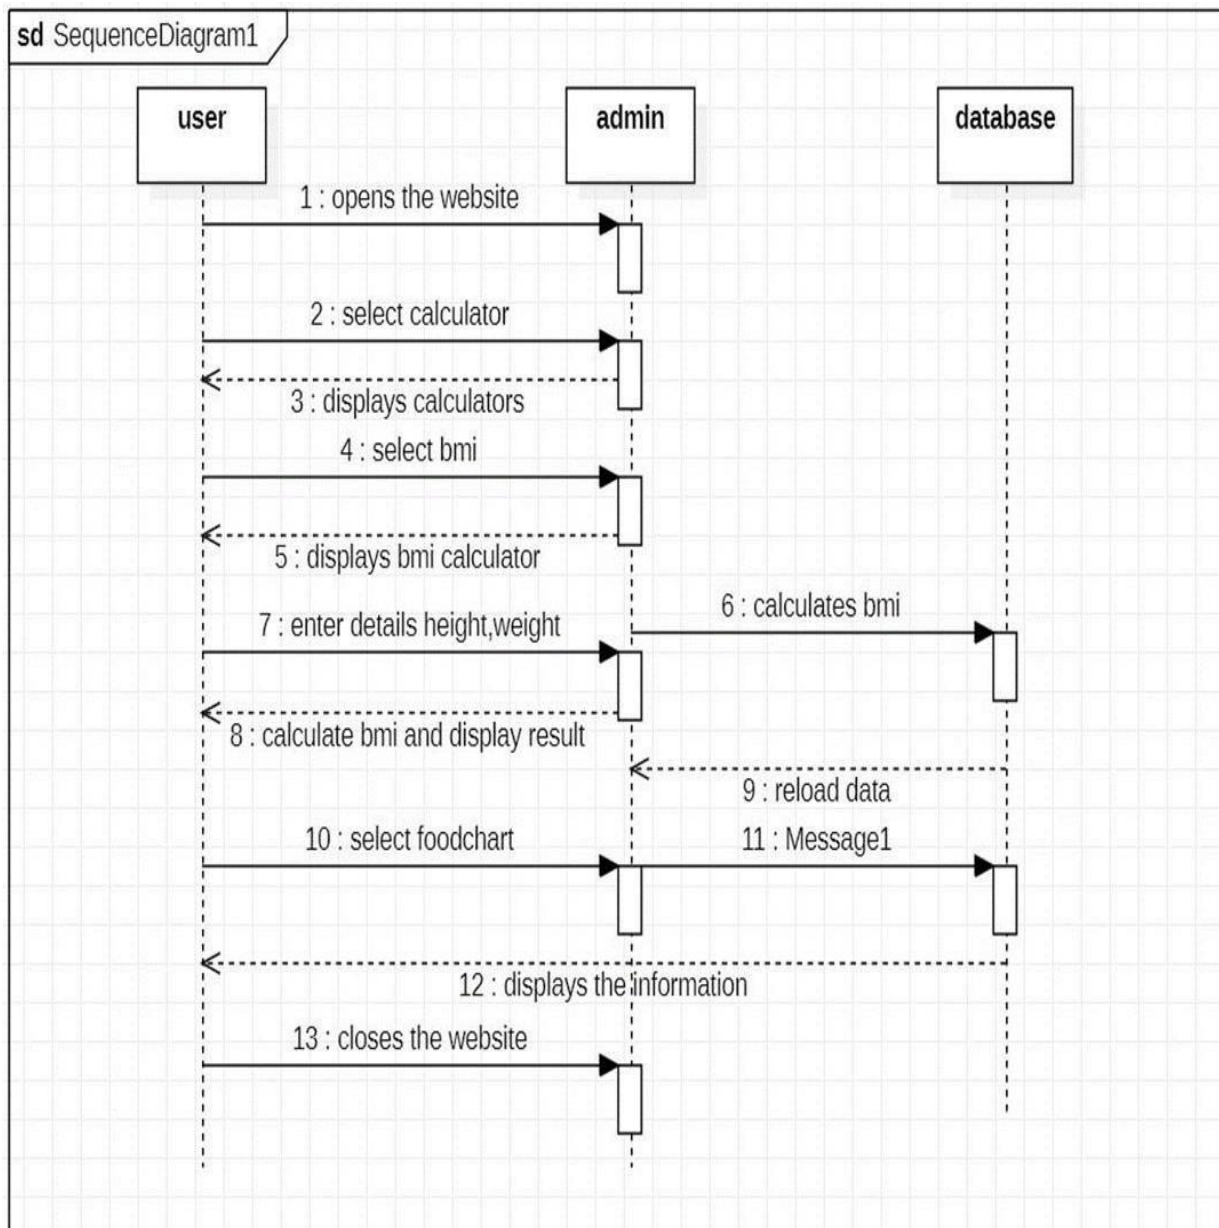 sd SequenceDiagram1
user
admin
database
1 : opens the website
2 : select calculator
3 : displays calculators
4 : select bmi
5 : displays bmi calculator
6 : calculates bmi
7 : enter details height,weight
8 : calculate bmi and display result
9 : reload data
10 : select foodchart
11 : Message1
12 : displays the information
13 : closes the website